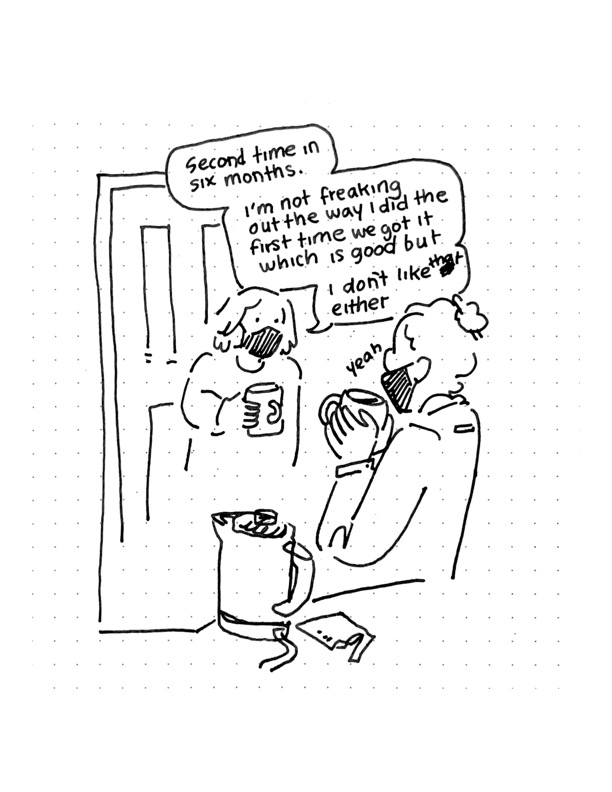 Second time in
six months.
I'm not freaking
out the way I did the
first time we got it
which is good but
I don't like that
either
yeah